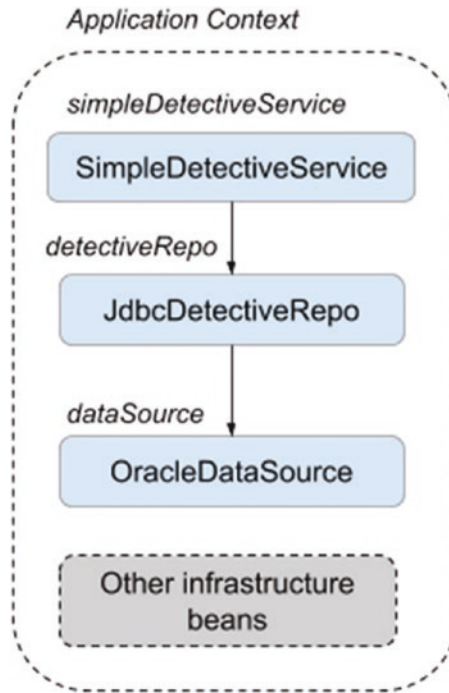 Application Context
simpleDetectiveService
SimpleDetectiveService
detectiveRepo
JdbcDetectiveRepo
dataSource
OracleDataSource
Other infrastructure
beans